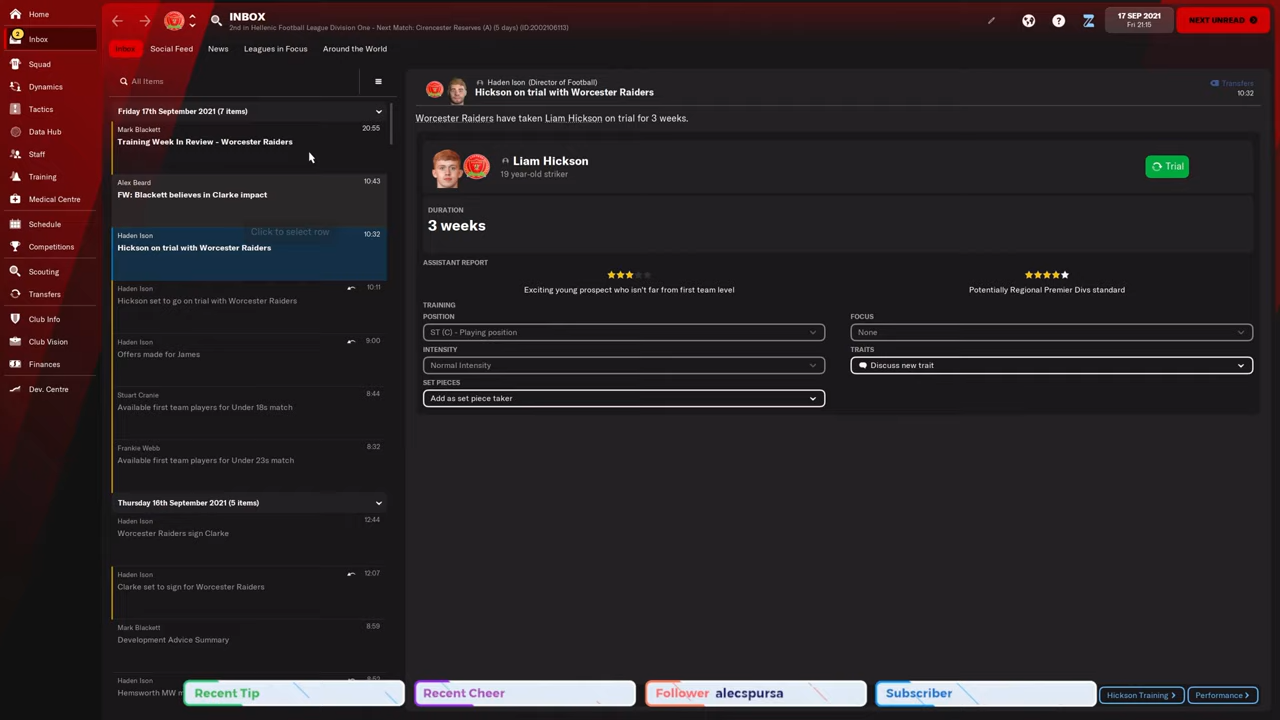 Home
2
Inbox
Squad
Dynamics
Tactics
Data Hub
Staff
Training
Medical Centre
Schedule
Competitions
Scouting
Transfers
Club Info
Club Vision
Finances
Dev. Centre
INBOX
2nd in Hellenic Football League Division One - Next Match: Cirencester Reserves (A) (5 days) (ID:2002106113)
17 SEP 2021
Fri 21:15
NEXT UNREAD
Inbox
Social Feed
News
Leagues in Focus
Around the World
All Items
Friday 17th September 2021 (7 items)
Mark Blackett
20:55
Training Week In Review - Worcester Raiders
Alex Beard
10:43
FW: Blackett believes in Clarke impact
Click to select row
Haden Ison
10:32
Hickson on trial with Worcester Raiders
Haden Ison
10:11
Hickson set to go on trial with Worcester Raiders
Haden Ison
9:00
Offers made for James
Stuart Cranie
8:44
Available first team players for Under 18s match
Frankie Webb
8:32
Available first team players for Under 23s match
Thursday 16th September 2021 (5 items)
Haden Ison
12:44
Worcester Raiders sign Clarke
Haden Ison
12:07
Clarke set to sign for Worcester Raiders
Mark Blackett
8:59
Development Advice Summary
Haden Ison
8:52
Hemsworth MW
Haden Ison (Director of Football)
Hickson on trial with Worcester Raiders
Transfers
10:32
Worcester Raiders have taken Liam Hickson on trial for 3 weeks.
Liam Hickson
19 year-old striker
Trial
DURATION
3 weeks
ASSISTANT REPORT
Exciting young prospect who isn't far from first team level
Potentially Regional Premier Divs standard
TRAINING
POSITION
ST (C) - Playing position
FOCUS
None
INTENSITY
Normal Intensity
TRAITS
Discuss new trait
SET PIECES
Add as set piece taker
Recent Tip
Recent Cheer
Follower alecspursa
Subscriber
Hickson Training
Performance